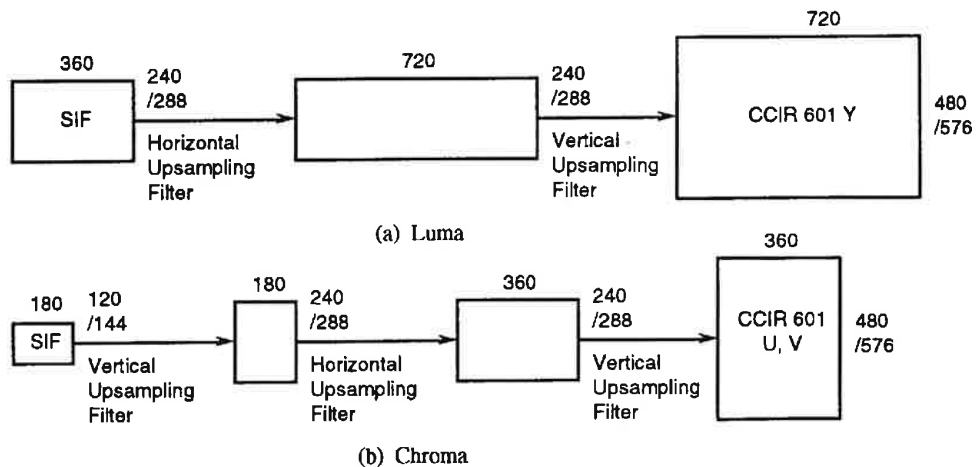 360
240
/288
SIF
Horizontal
Upsampling
Filter
720
240
/288
Vertical
Upsampling
Filter
720
CCIR 601 Y
480
/576
(a) Luma
180
120
/144
SIF
Vertical
Upsampling
Filter
180
240
/288
Horizontal
Upsampling
Filter
360
240
/288
Vertical
Upsampling
Filter
360
CCIR 601
U, V
480
/576
(b) Chroma